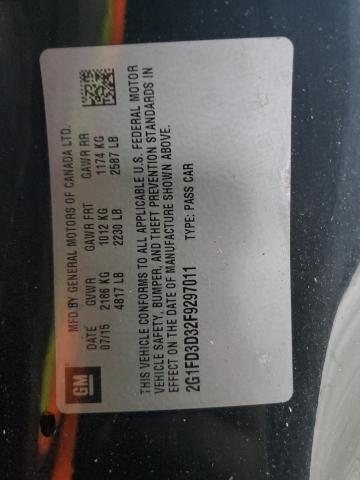 GM
MFD BY GENERAL MOTORS OF CANADA LTD.
DATE GVWR GAWR FRT GAWR RR
07/15 2186 KG 1012 KG 1174 KG
4817 LB 2230 LB 2587 LB
THIS VEHICLE CONFORMS TO ALL APPLICABLE U.S. FEDERAL MOTOR
VEHICLE SAFETY, BUMPER, AND THEFT PREVENTION STANDARDS IN
EFFECT ON THE DATE OF MANUFACTURE SHOWN ABOVE.
2G1FD3D32F9297011 TYPE: PASS CAR